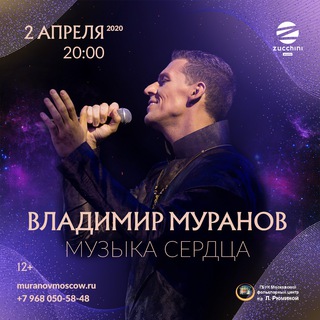 2 АПРЕЛЯ 2020
20:00
zucchini
ВЛАДИМИР МУРАНОВ
МУЗЫКА СЕРДЦА
12+
muranovmoscow.ru
+7 968 050-58-48
ГБУК Московский
фольклорный центр
п/р Л. Рюминой